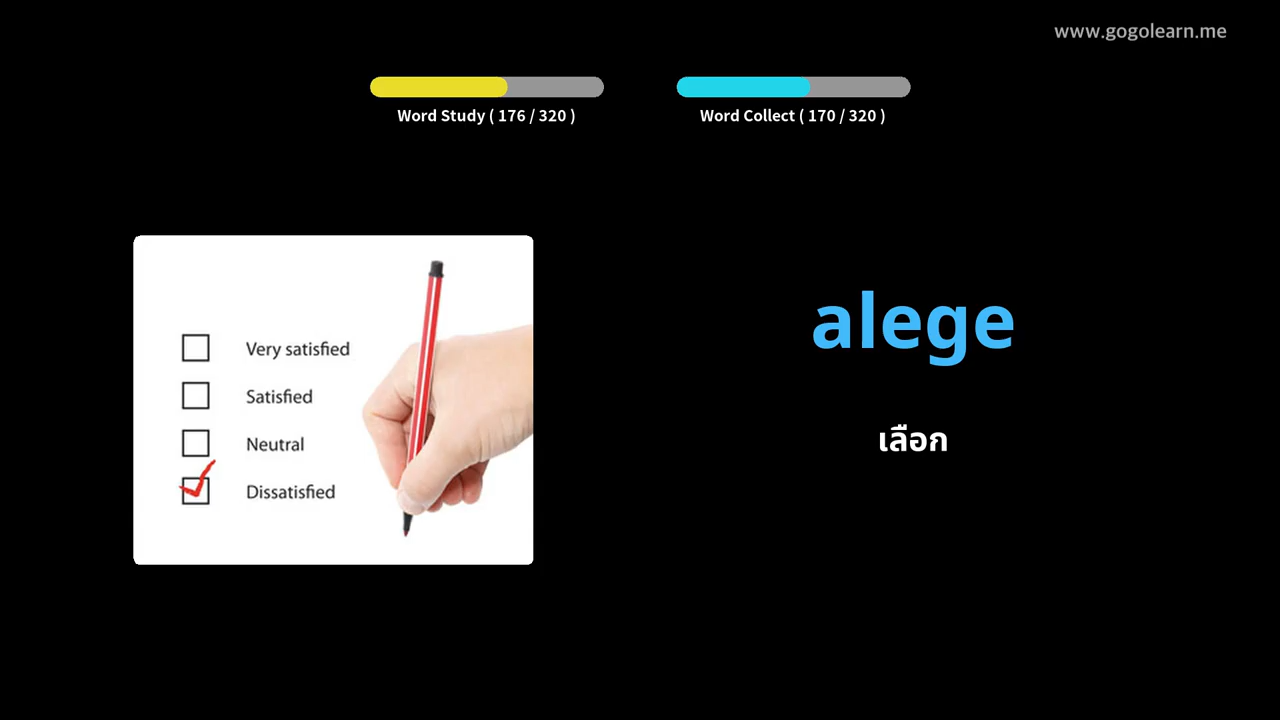 www.gogolearn.me
Word Study ( 176 / 320 )
Word Collect ( 170 / 320 )
Very satisfied
Satisfied
Neutral
Dissatisfied
alege
เลือก